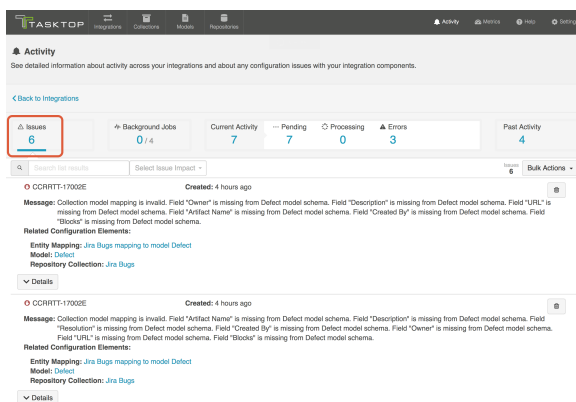 TASKTOP
Integrations Collections Models Repositories
Activity Metrics Help Settings
Activity
See detailed information about activity across your integrations and about any configuration issues with your integration components.
Back to Integrations
Issues Background Jobs Current Activity Pending Processing Errors Past Activity
6 0 / 4 7 7 0 3 4
Search list results Select Issue Impact Issues 6 Bulk Actions
CCRRTT-17002E Created: 4 hours ago
Message: Collection model mapping is invalid. Field "Owner" is missing from Defect model schema. Field "Description" is missing from Defect model schema. Field "URL" is
missing from Defect model schema. Field "Artifact Name" is missing from Defect model schema. Field "Created By" is missing from Defect model schema. Field
"Blocks" is missing from Defect model schema.
Related Configuration Elements:
Entity Mapping: Jira Bugs mapping to model Defect
Model: Defect
Repository Collection: Jira Bugs
Details
CCRRTT-17002E Created: 4 hours ago
Message: Collection model mapping is invalid. Field "Artifact Name" is missing from Defect model schema. Field "Description" is missing from Defect model schema. Field
"Resolution" is missing from Defect model schema. Field "Created By" is missing from Defect model schema. Field "Owner" is missing from Defect model schema.
Field "URL" is missing from Defect model schema. Field "Blocks" is missing from Defect model schema.
Related Configuration Elements:
Entity Mapping: Jira Bugs mapping to model Defect
Model: Defect
Repository Collection: Jira Bugs
Details